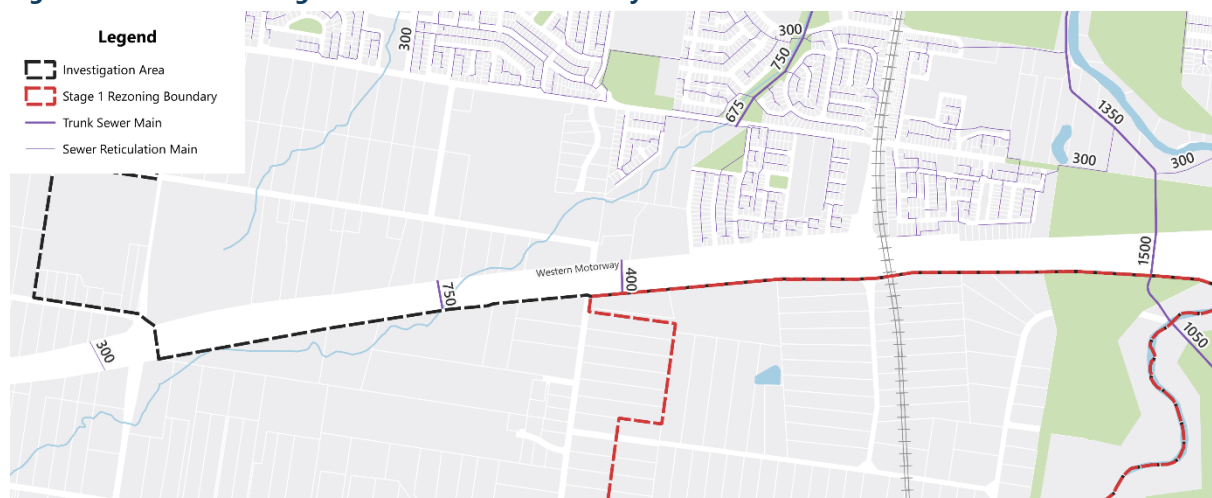 Legend
Investigation Area
Stage 1 Rezoning Boundary
Trunk Sewer Main
Sewer Reticulation Main
300
300
750
675
1350
300
300
1500
Western Motorway
400
750
300
1050